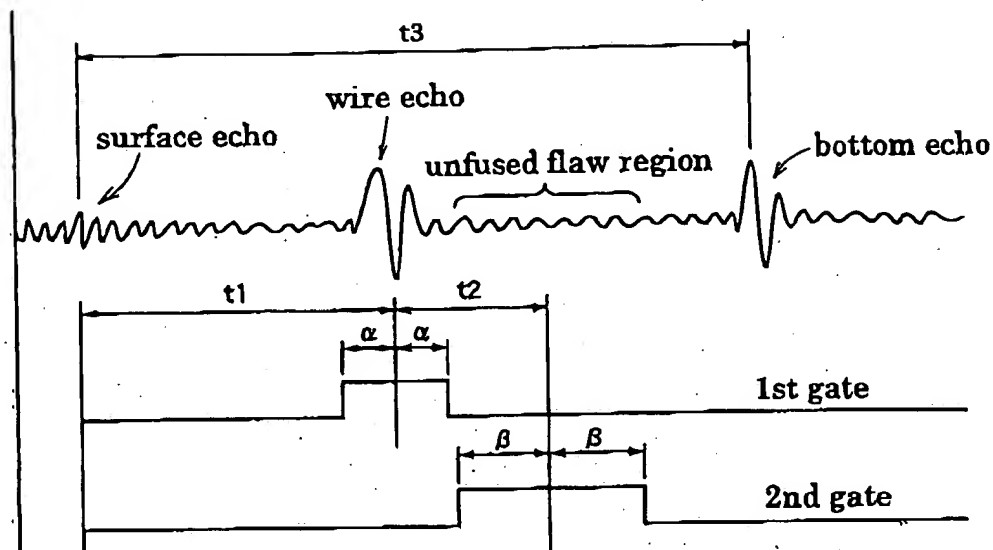 t3
wire echo
surface echo
unfused flaw region
bottom echo
t1
t2
α
α
1st gate
β
β
2nd gate